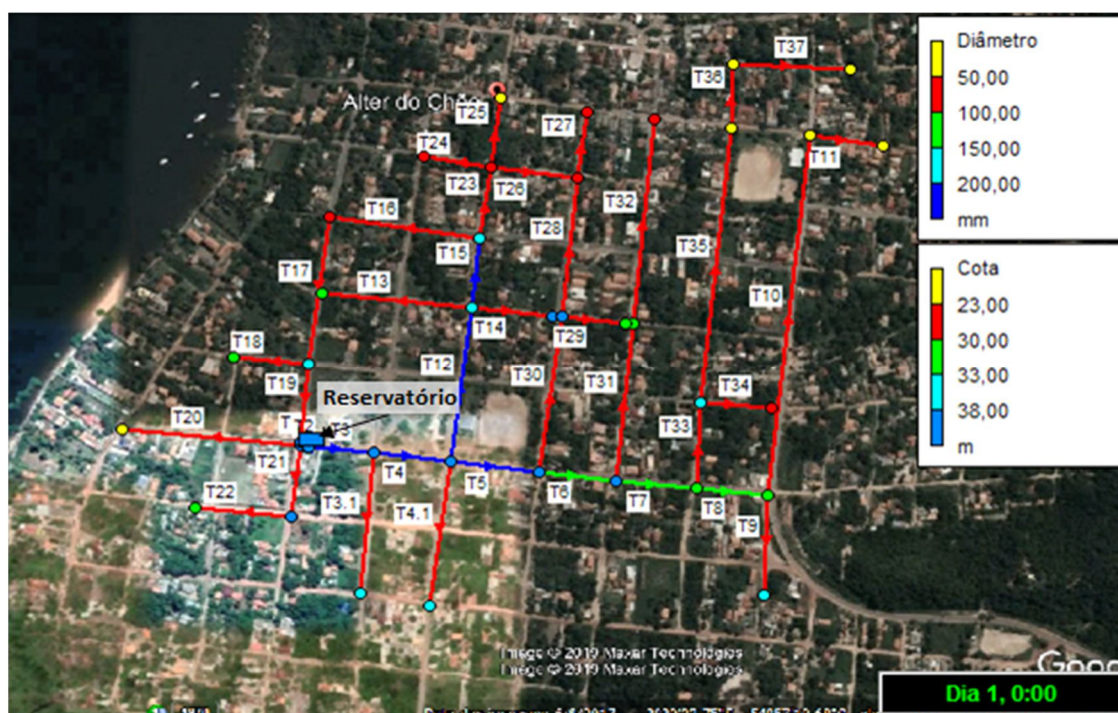 Diâmetro
50,00
100,00
150,00
200,00
mm
Cota
23,00
30,00
33,00
38,00
m
T37
T36
Alter do Chão
T25
T27
T11
T24
T23
T26
T32
T16
T28
T15
T35
T17
T13
T10
T14
T29
T18
T12
T19
T30
T31
T34
Reservatório
T33
T20
T21
T4
T5
T6
T7
T8
T22
T3.1
T4.1
T9
Image © 2019 Maxar Technologies
Image © 2019 Maxar Technologies
Goog
Dia 1, 0:00